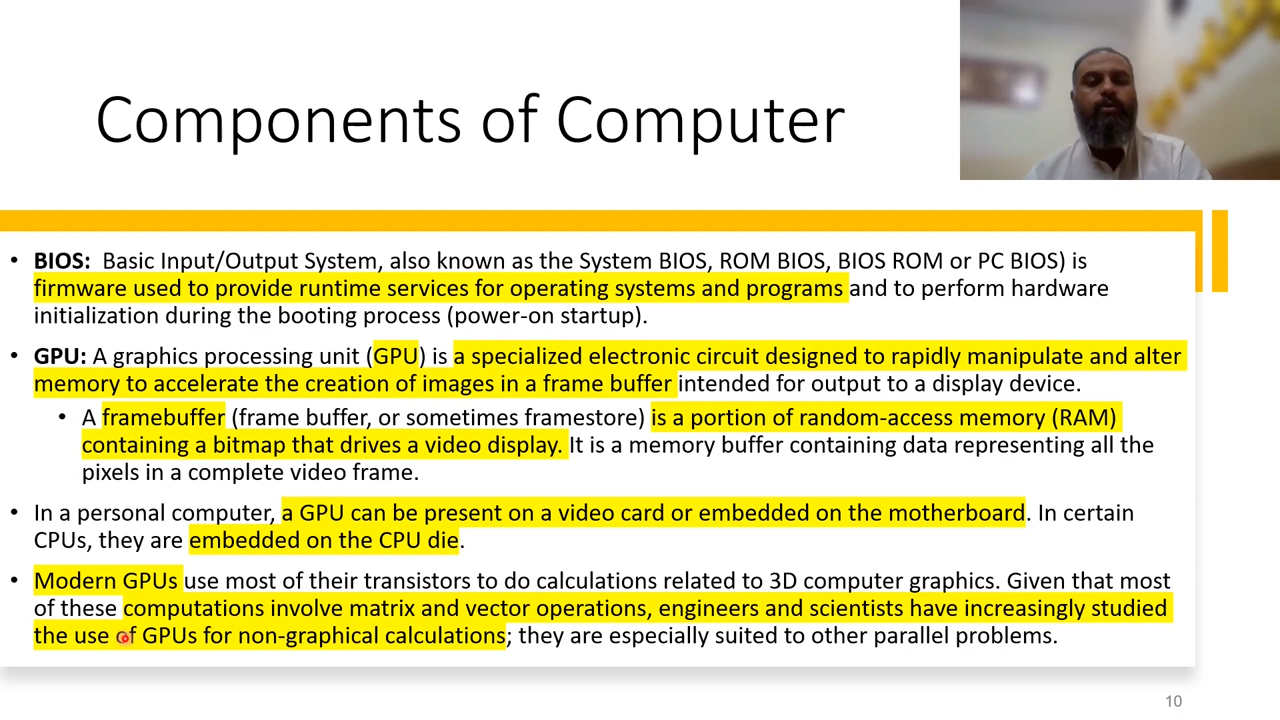 Components of Computer
• BIOS: Basic Input/Output System, also known as the System BIOS, ROM BIOS, BIOS ROM or PC BIOS) is
firmware used to provide runtime services for operating systems and programs and to perform hardware
initialization during the booting process (power-on startup).
• GPU: A graphics processing unit (GPU) is a specialized electronic circuit designed to rapidly manipulate and alter
memory to accelerate the creation of images in a frame buffer intended for output to a display device.
• A framebuffer (frame buffer, or sometimes framestore) is a portion of random-access memory (RAM)
containing a bitmap that drives a video display. It is a memory buffer containing data representing all the
pixels in a complete video frame.
• In a personal computer, a GPU can be present on a video card or embedded on the motherboard. In certain
CPUs, they are embedded on the CPU die.
• Modern GPUs use most of their transistors to do calculations related to 3D computer graphics. Given that most
of these computations involve matrix and vector operations, engineers and scientists have increasingly studied
the use of GPUs for non-graphical calculations; they are especially suited to other parallel problems.
10